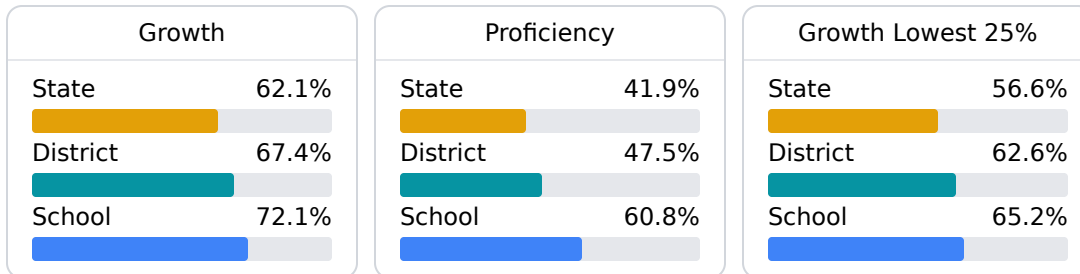 Growth
State 62.1%
District 67.4%
School 72.1%
Proficiency
State 41.9%
District 47.5%
School 60.8%
Growth Lowest 25%
State 56.6%
District 62.6%
School 65.2%